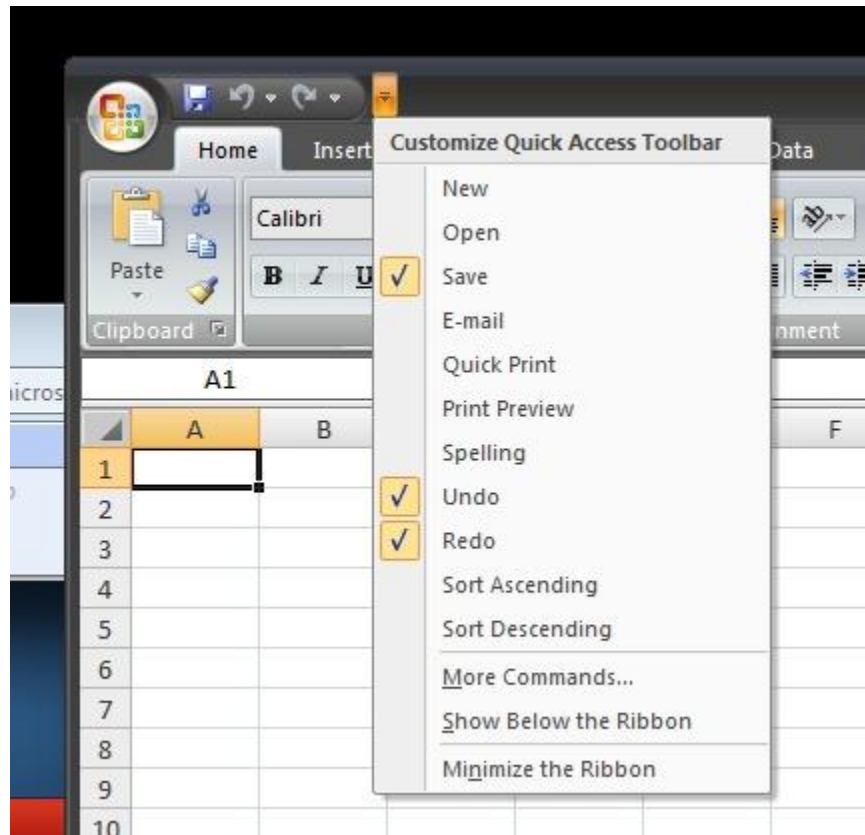 Home Insert Data
Customize Quick Access Toolbar
New
Open
Save
E-mail
Quick Print
Print Preview
Spelling
Undo
Redo
Sort Ascending
Sort Descending
More Commands...
Show Below the Ribbon
Minimize the Ribbon
Calibri
Paste
B I U
Clipboard
A1
A B F
1
2
3
4
5
6
7
8
9
10